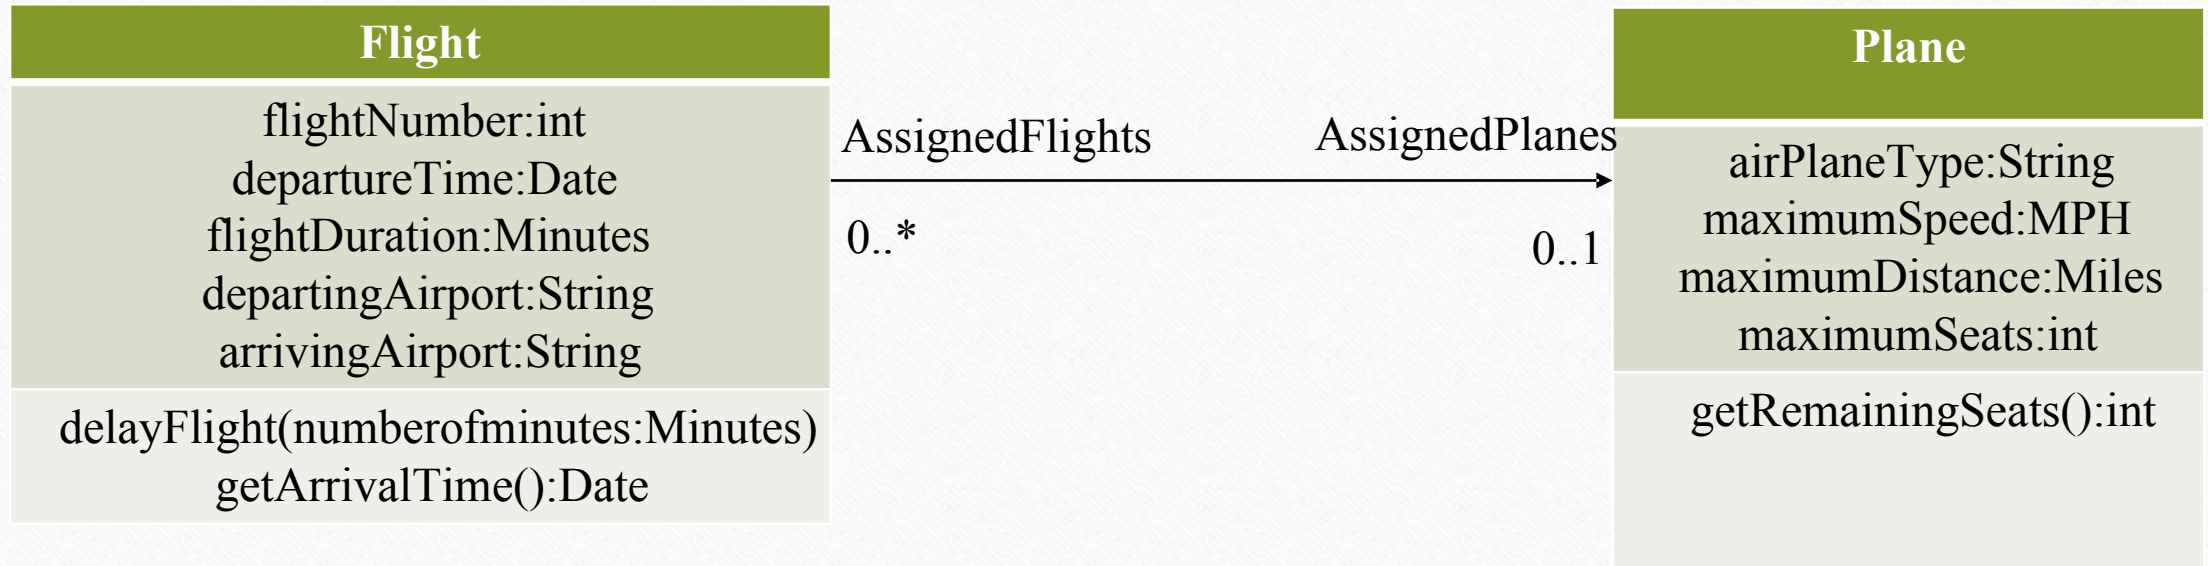 Flight
flightNumber:int
departureTime:Date
flightDuration:Minutes
departingAirport:String
arrivingAirport:String
delayFlight(numberofminutes:Minutes)
getArrivalTime():Date
AssignedFlights
0..*
AssignedPlanes
0..1
Plane
airPlaneType:String
maximumSpeed:MPH
maximumDistance:Miles
maximumSeats:int
getRemainingSeats():int